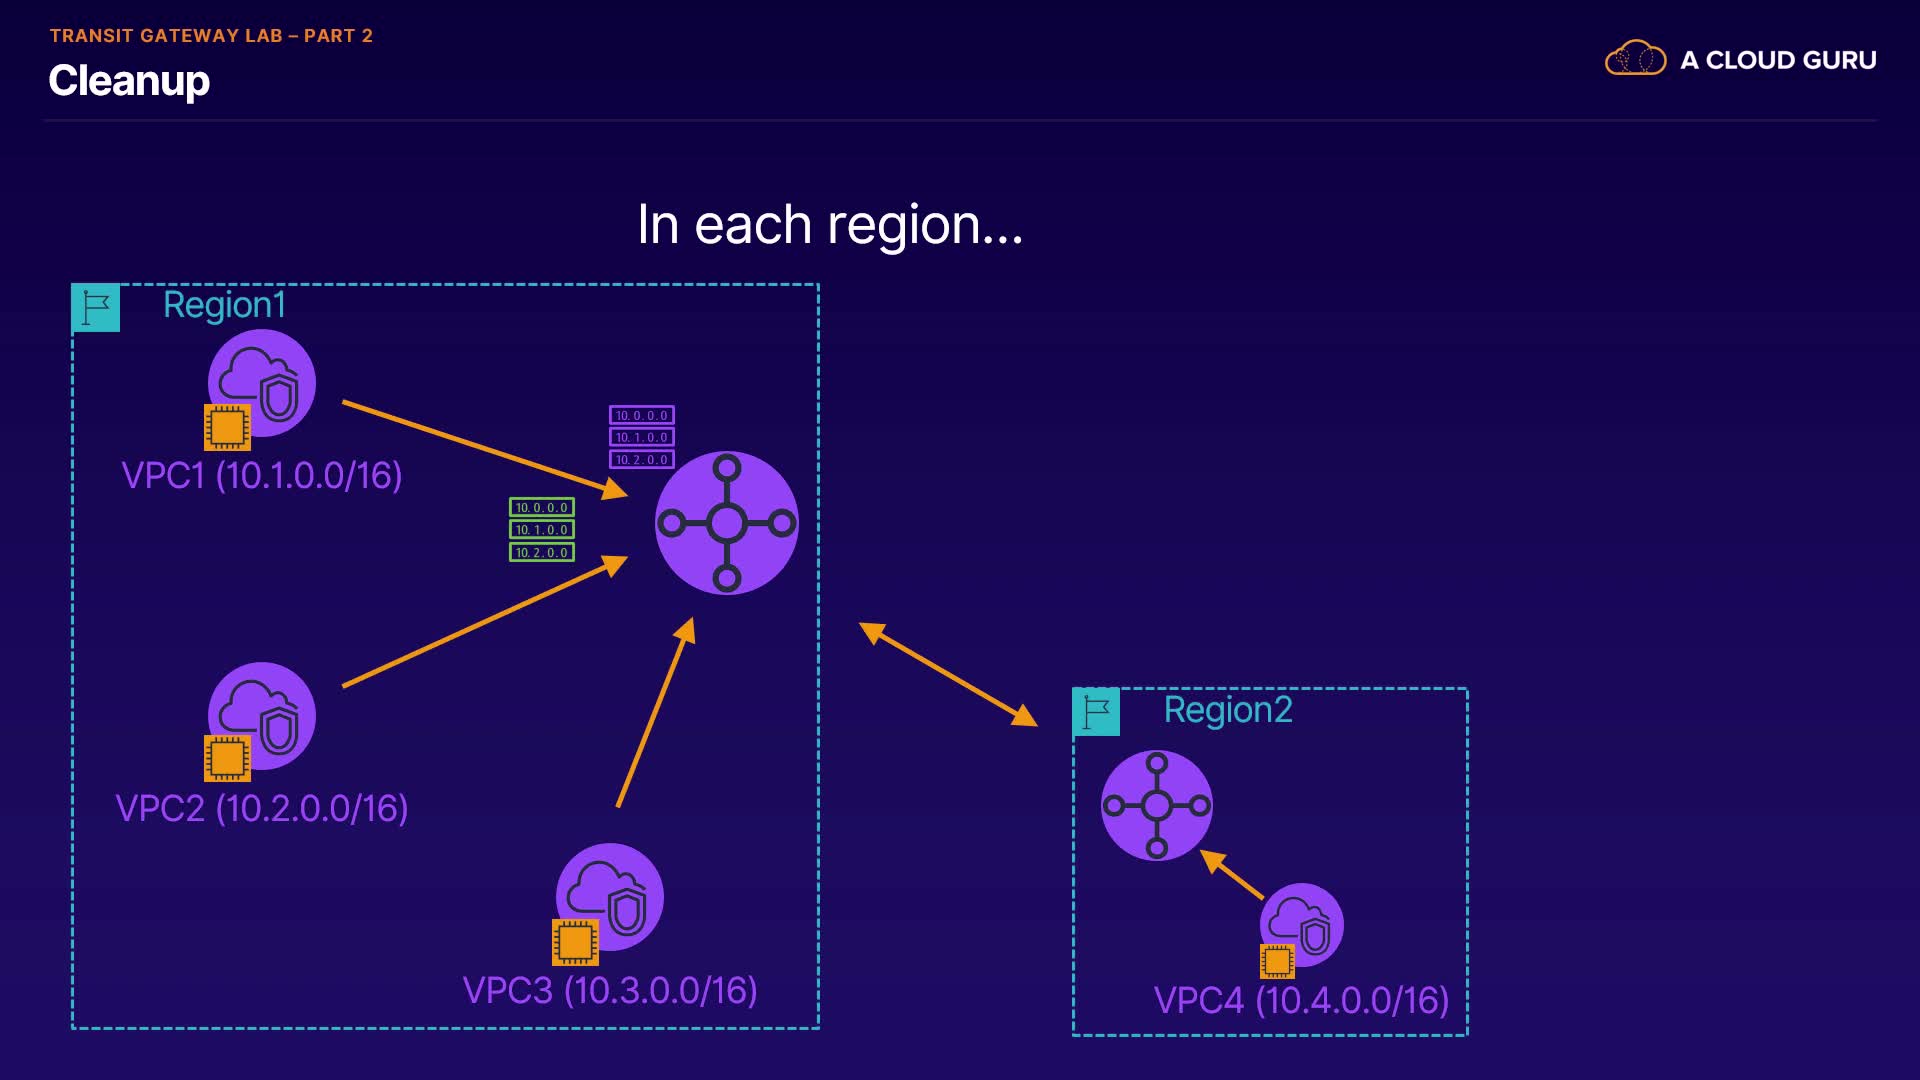 TRANSIT GATEWAY LAB – PART 2
Cleanup
A CLOUD GURU
In each region...
Region1
10.0.0.0
10.1.0.0
10.2.0.0
VPC1 (10.1.0.0/16)
10.0.0.0
10.1.0.0
10.2.0.0
Region2
VPC2 (10.2.0.0/16)
VPC3 (10.3.0.0/16)
VPC4 (10.4.0.0/16)